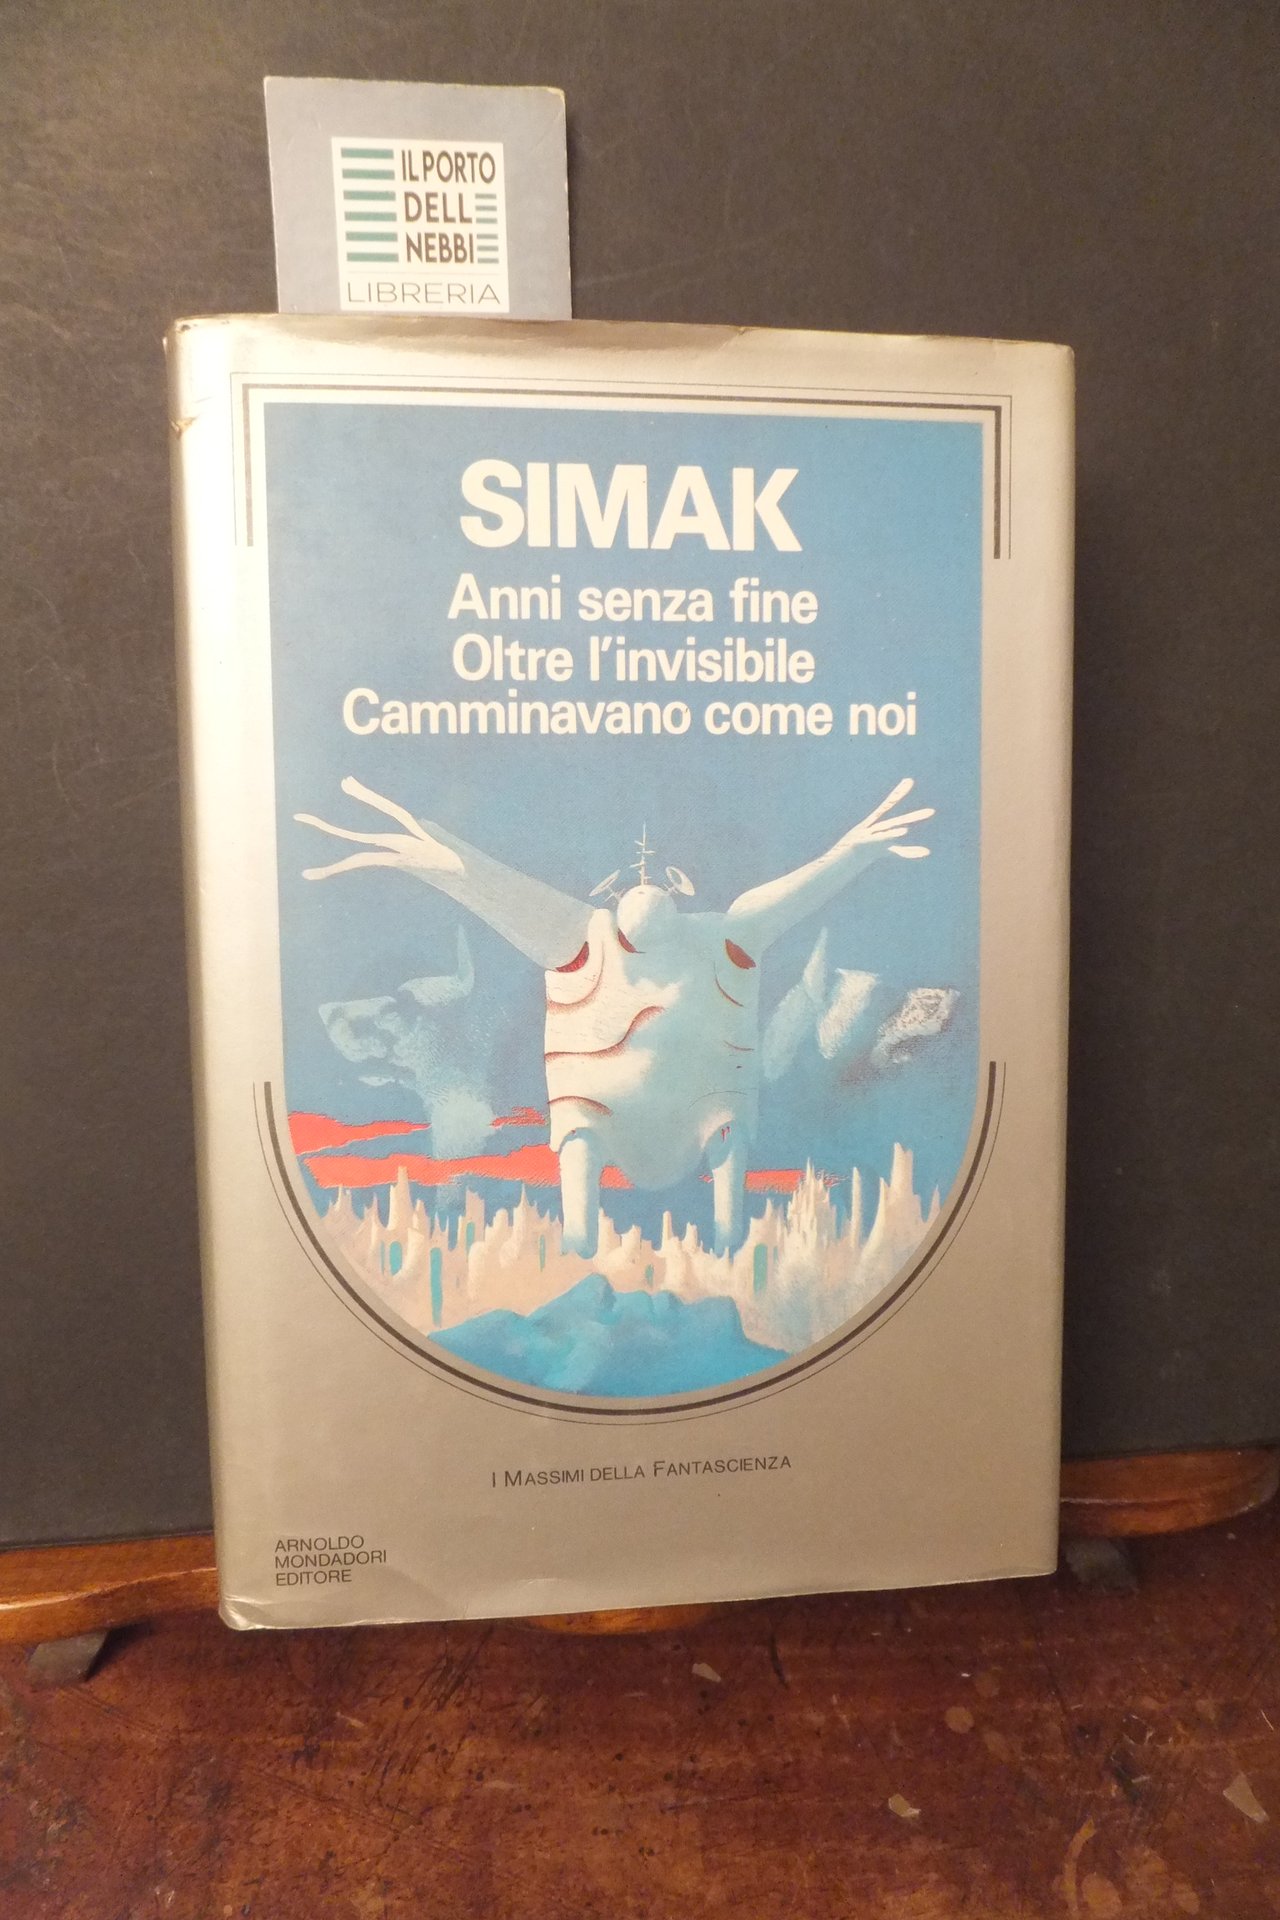 IL PORTO
DELL
NEBBI
LIBRERIA
SIMAK
Anni senza fine
Oltre l'invisibile
Camminavano come noi
I MASSIMI DELLA FANTASCIENZA
ARNOLDO
MONDADORI
EDITORE